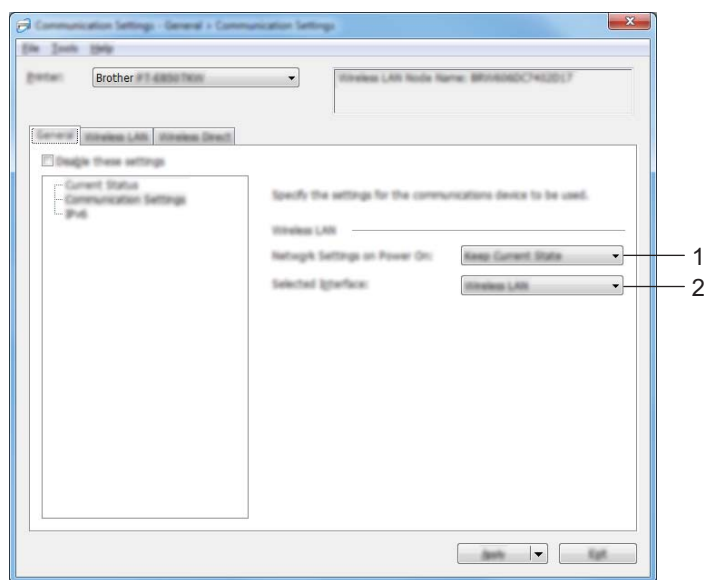 Communication Settings - General > Communication Settings
File Tools Help
Printer:
Brother
Wireless LAN Node Name:
General Wireless LAN Wireless Direct
Disable these settings
Current Status
Communication Settings
IPv6
Specify the settings for the communications device to be used.
Wireless LAN
Network Settings on Power On:
Keep Current State
1
Selected Interface:
Wireless LAN
2
Apply
Exit